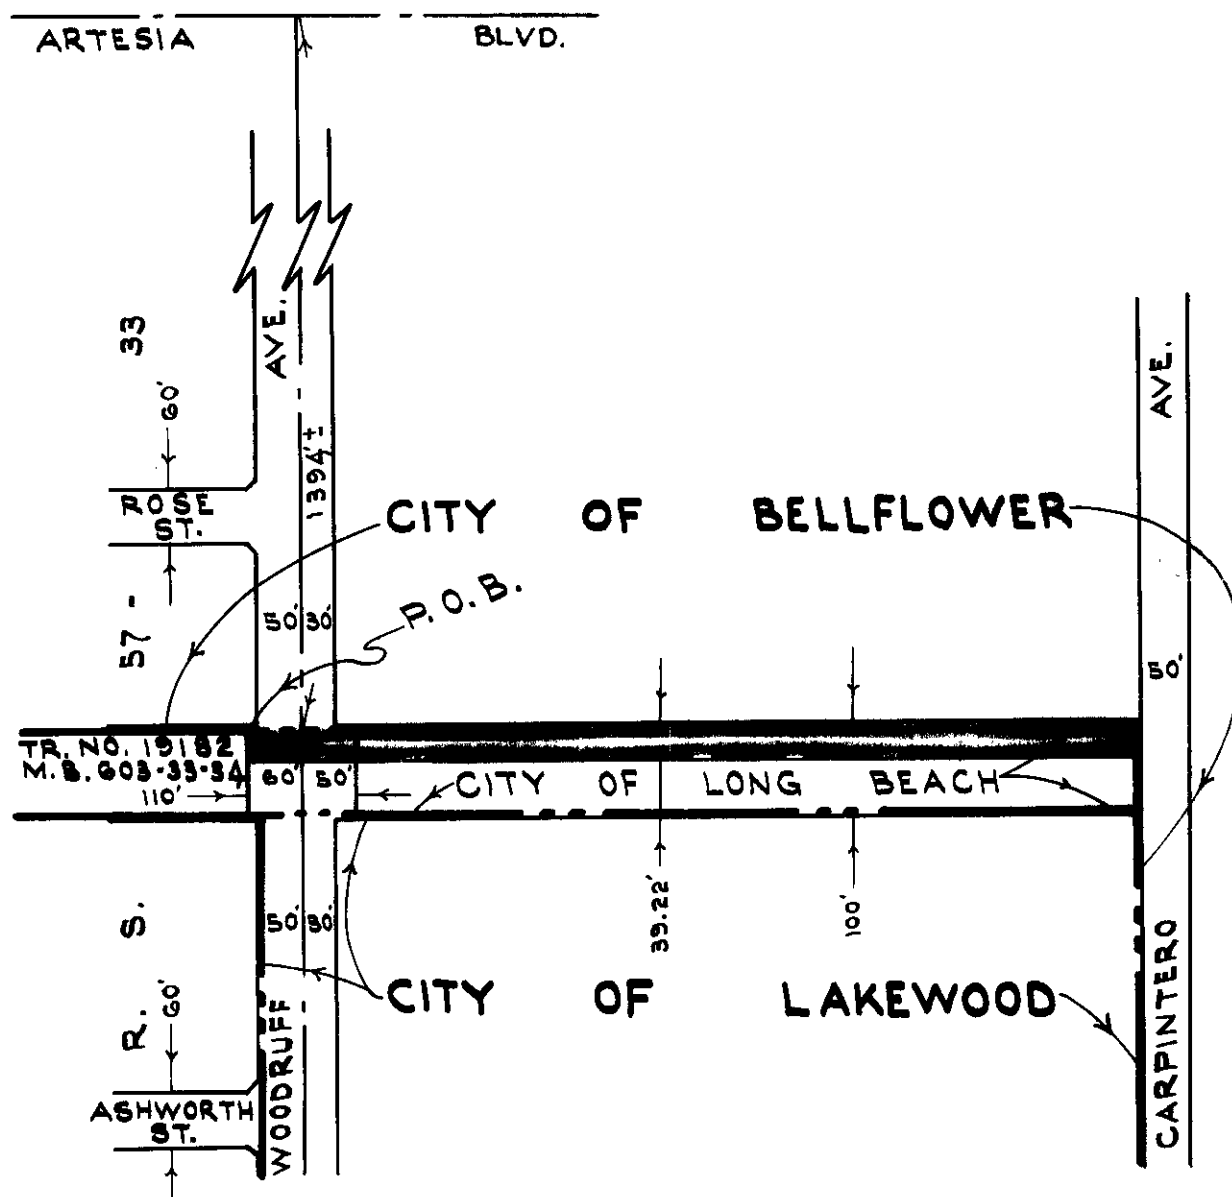 ARTESIA BLVD.
33
AVE.
AVE.
60'
1394'±
ROSE
ST.
CITY OF BELLFLOWER
P.O.B.
57 -
50' 30'
50'
TR. NO. 19182
M.B. 603-33-34
60' 50'
110'
CITY OF LONG BEACH
39.22'
100'
R. S.
50' 30'
CITY OF LAKEWOOD
60'
WOODRUFF
CARPINTERO
ASHWORTH
ST.